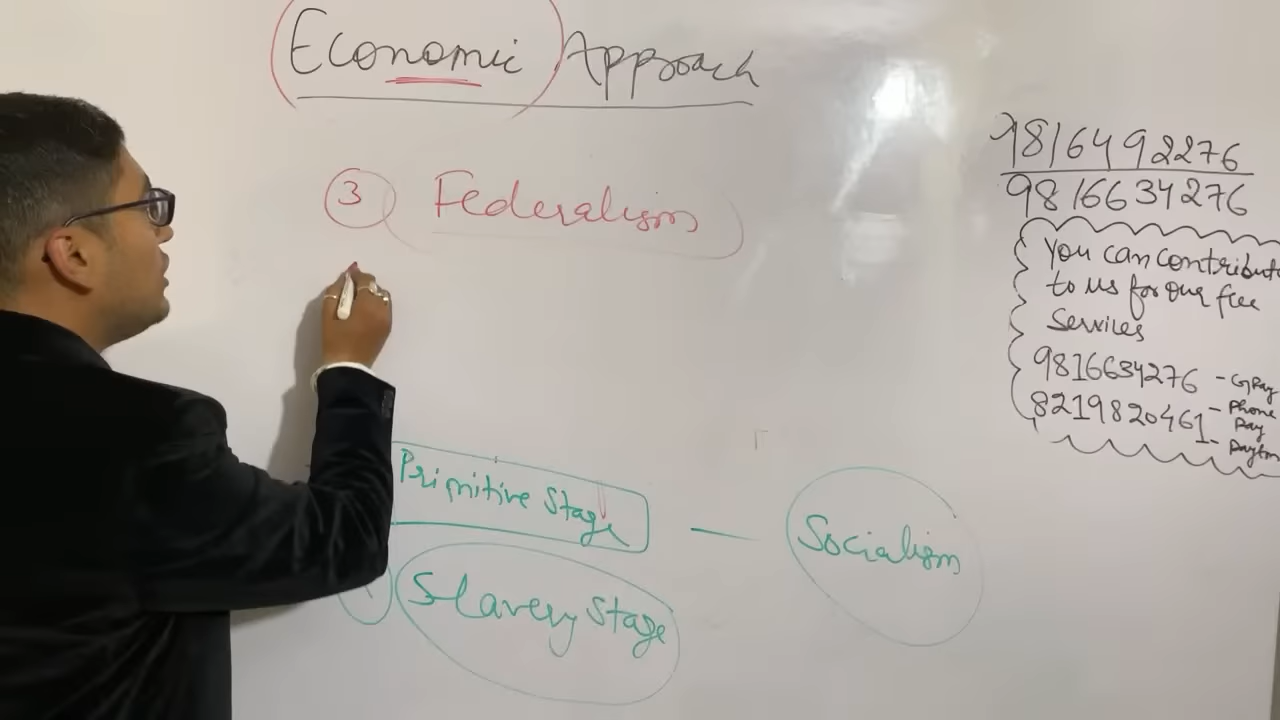 (Economic) Approach
3 Federalism
Primitive Stage — Socialism
Slavery Stage
9816492276
9816634276
You can contribute
to us for our free
Services
9816634276 - GPay
8219820461 - Phone
Pay
- Paytm